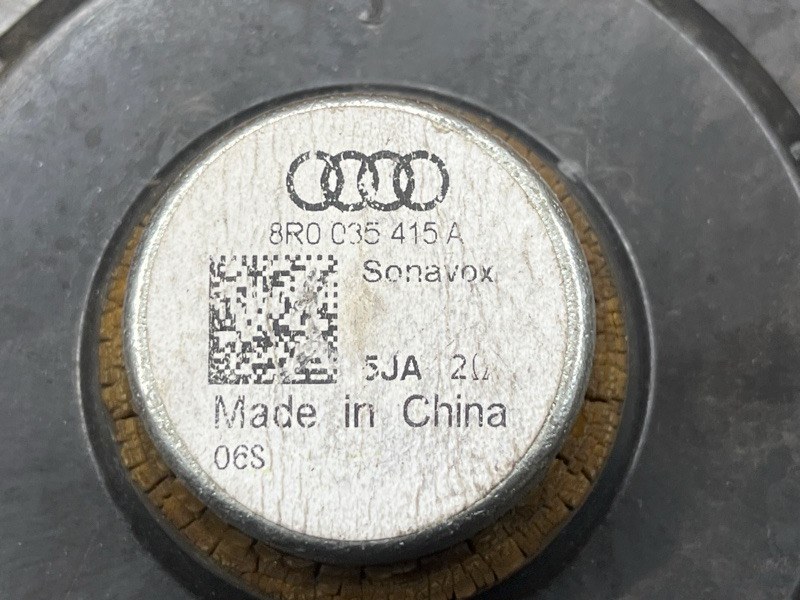 8R0 035 415 A
Sonavox
5JA 2Ω
Made in China
06S